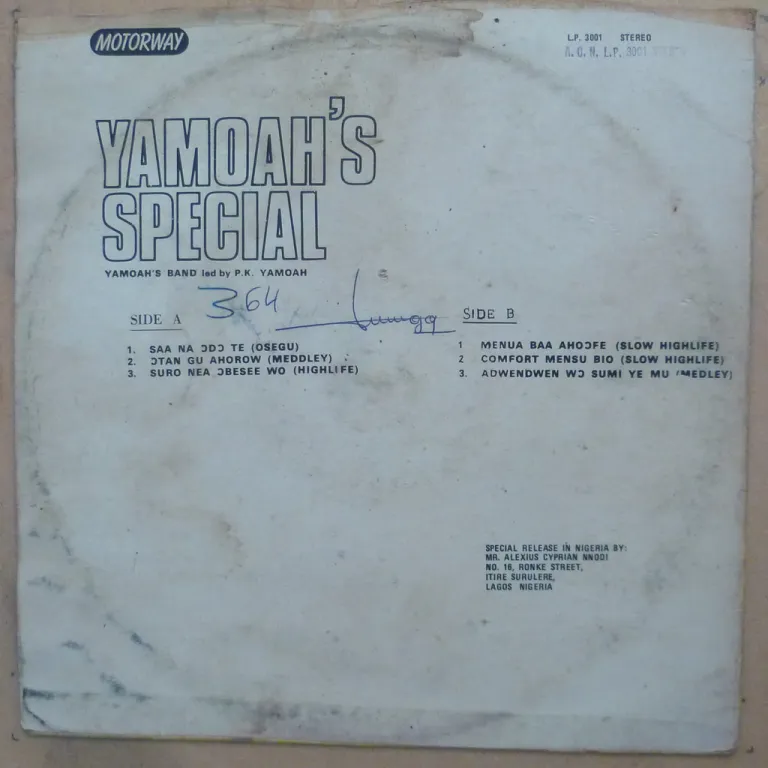 MOTORWAY
L.P. 3001 STEREO
A.C.N. L.P. 3001
YAMOAH'S
SPECIAL
YAMOAH'S BAND led by P.K. YAMOAH
364
SIDE A
1. SAA NA ƆDƆ TE (OSEGU)
2. ƆTAN GU AHOROW (MEDDLEY)
3. SURO NEA ƆBESEE WO (HIGHLIFE)
SIDE B
1 MENUA BAA AHOƆFE (SLOW HIGHLIFE)
2 COMFORT MENSU BIO (SLOW HIGHLIFE)
3. ADWENDWEN WƆ SUMI YE MU (MEDLEY)
SPECIAL RELEASE IN NIGERIA BY:
MR. ALEXIUS CYPRIAN NNODI
NO. 16, RONKE STREET,
ITIRE SURULERE,
LAGOS NIGERIA